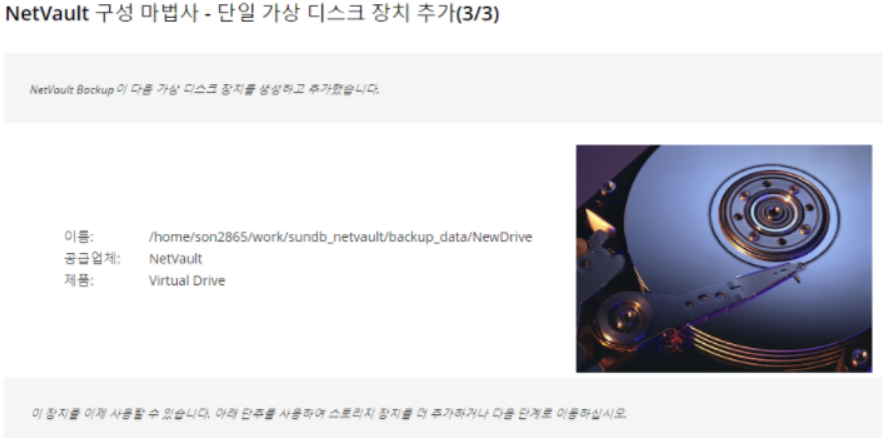 NetVault 구성 마법사 - 단일 가상 디스크 장치 추가(3/3)
NetVault Backup 이 다음 가상 디스크 장치를 생성하고 추가했습니다.
이름: /home/son2865/work/sundb_netvault/backup_data/NewDrive
공급업체: NetVault
제품: Virtual Drive
이 장치를 이제 사용할 수 있습니다. 아래 단추를 사용하여 스토리지 장치를 더 추가하거나 다음 단계로 이동하십시오.